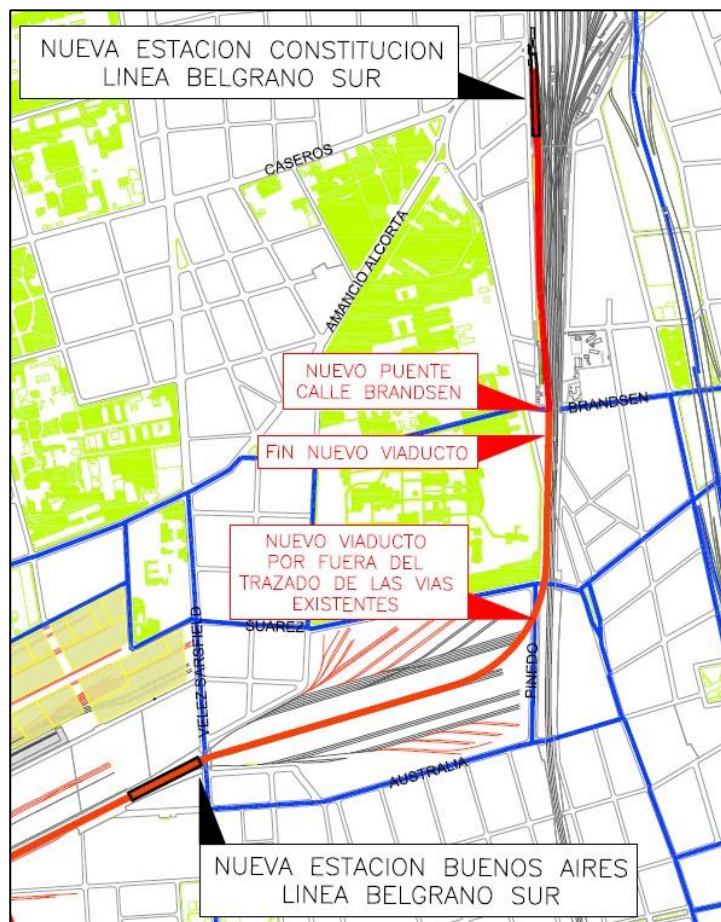 NUEVA ESTACION CONSTITUCION
LINEA BELGRANO SUR
CASEROS
AMANCIO ALCORTA
NUEVO PUENTE
CALLE BRANDSEN
BRANDSEN
FIN NUEVO VIADUCTO
NUEVO VIADUCTO
POR FUERA DEL
TRAZADO DE LAS VIAS
EXISTENTES
VELEZ SARSFIELD
SUAREZ
PINEDO
AUSTRALIA
NUEVA ESTACION BUENOS AIRES
LINEA BELGRANO SUR